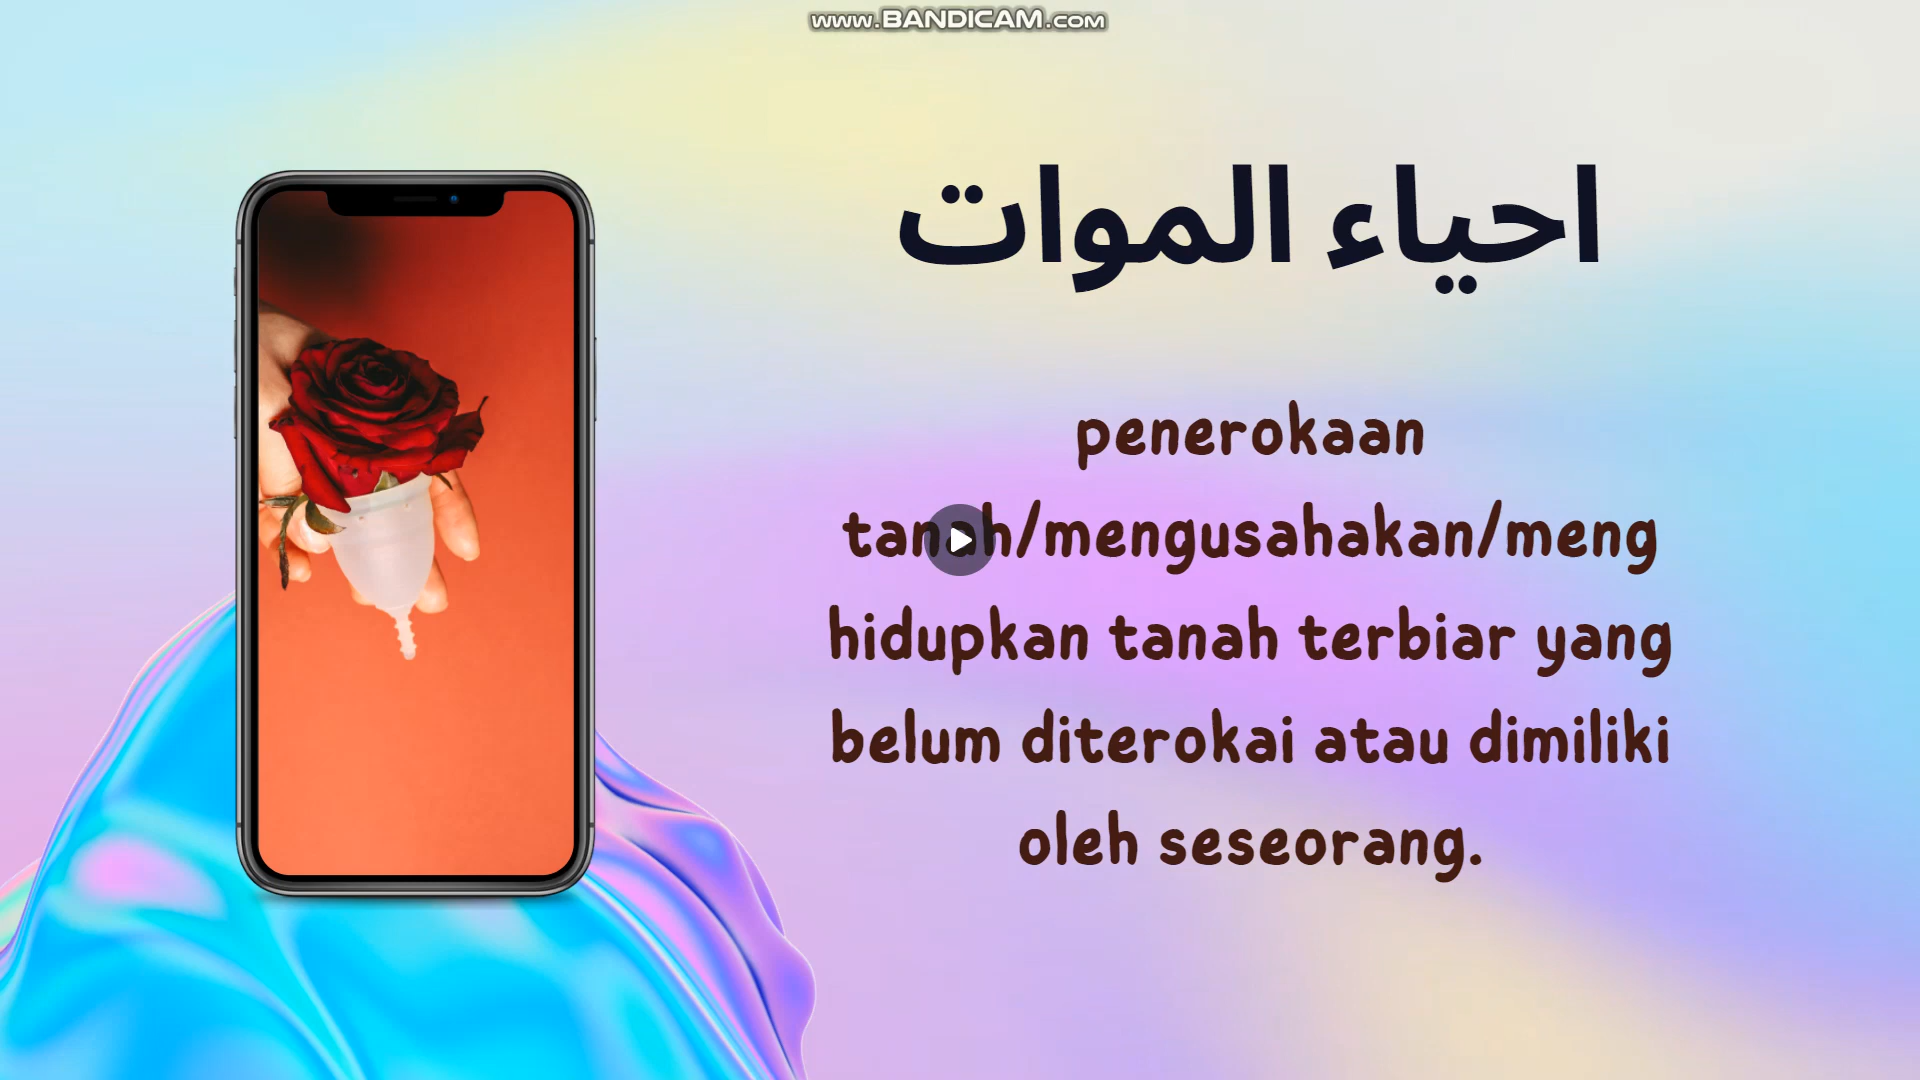 www.BANDICAM.com
احياء الموات
penerokaan
tanah/mengusahakan/meng
hidupkan tanah terbiar yang
belum diterokai atau dimiliki
oleh seseorang.